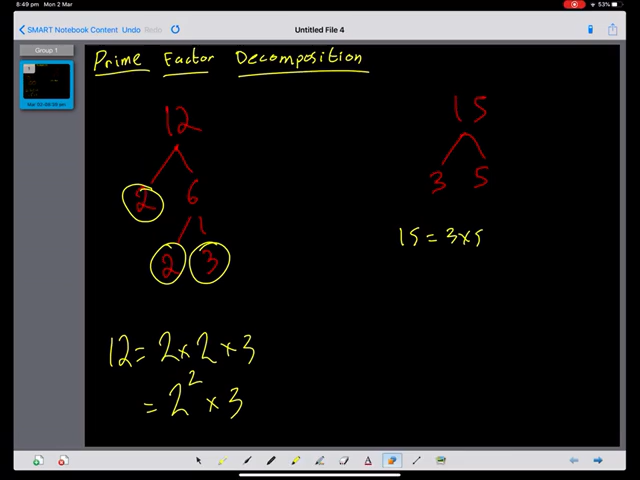 8:49 pm Mon 2 Mar
53%
SMART Notebook Content Undo Redo
Untitled File 4
Group 1
Prime Factor Decomposition
12
15
2 6
3 5
2 3
15 = 3 x 5
12 = 2 x 2 x 3
= 2² x 3